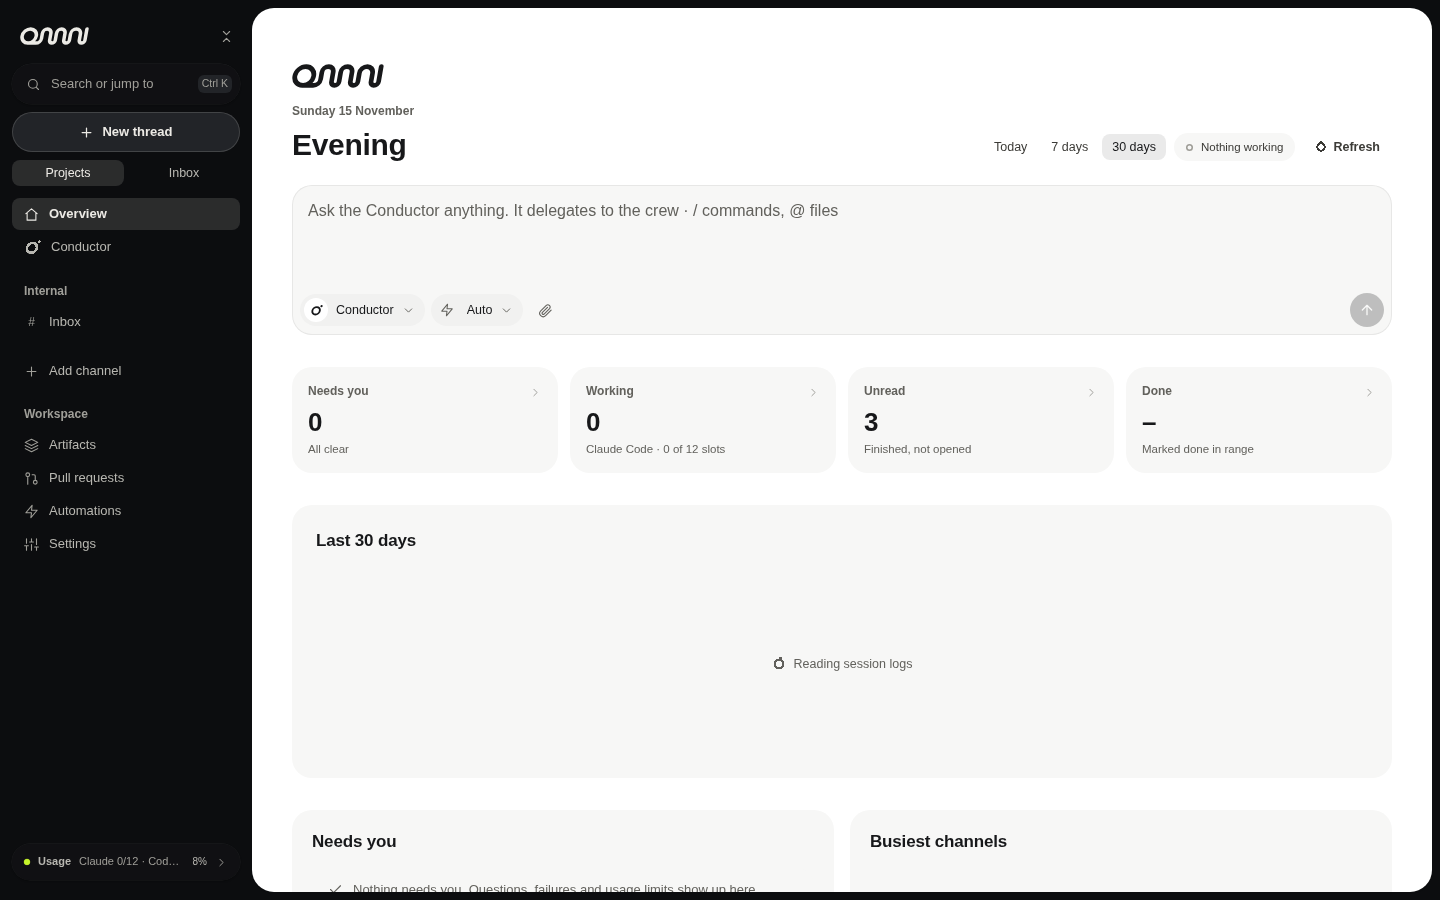 onni
Search or jump to
Ctrl K
New thread
Projects
Inbox
Overview
Conductor
Internal
# Inbox
Add channel
Workspace
Artifacts
Pull requests
Automations
Settings
Usage Claude 0/12 · Cod… 8%
onni
Sunday 15 November
Evening
Today
7 days
30 days
Nothing working
Refresh
Ask the Conductor anything. It delegates to the crew · / commands, @ files
Conductor
Auto
Needs you
0
All clear
Working
0
Claude Code · 0 of 12 slots
Unread
3
Finished, not opened
Done
–
Marked done in range
Last 30 days
Reading session logs
Needs you
Nothing needs you. Questions, failures and usage limits show up here.
Busiest channels